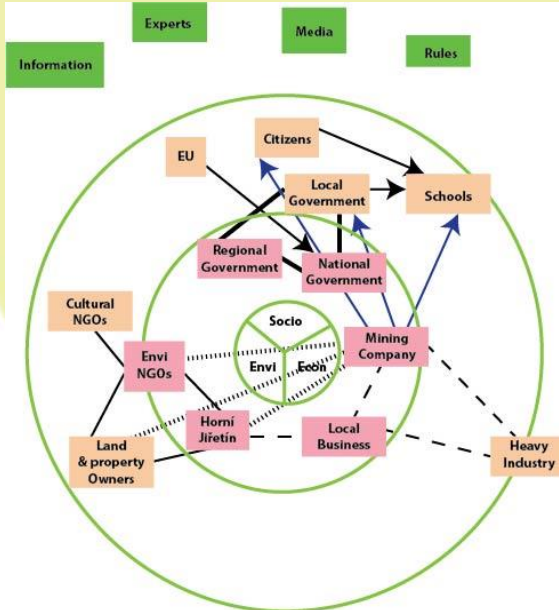 Experts
Media
Information
Rules
Citizens
EU
Local
Government
Schools
Regional
Government
National
Government
Cultural
NGOs
Socio
Mining
Company
Envi
NGOs
Envi
Econ
Horní
Jiřetín
Local
Business
Land
& property
Owners
Heavy
Industry